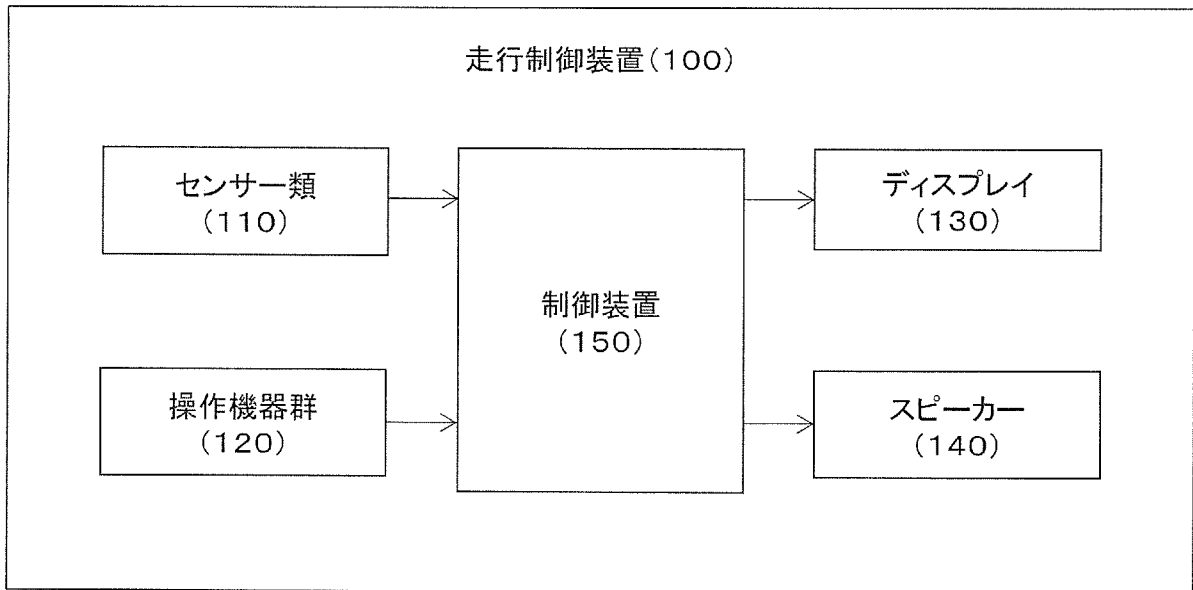 走行制御装置(100)
センサー類
(110)
操作機器群
(120)
制御装置
(150)
ディスプレイ
(130)
スピーカー
(140)